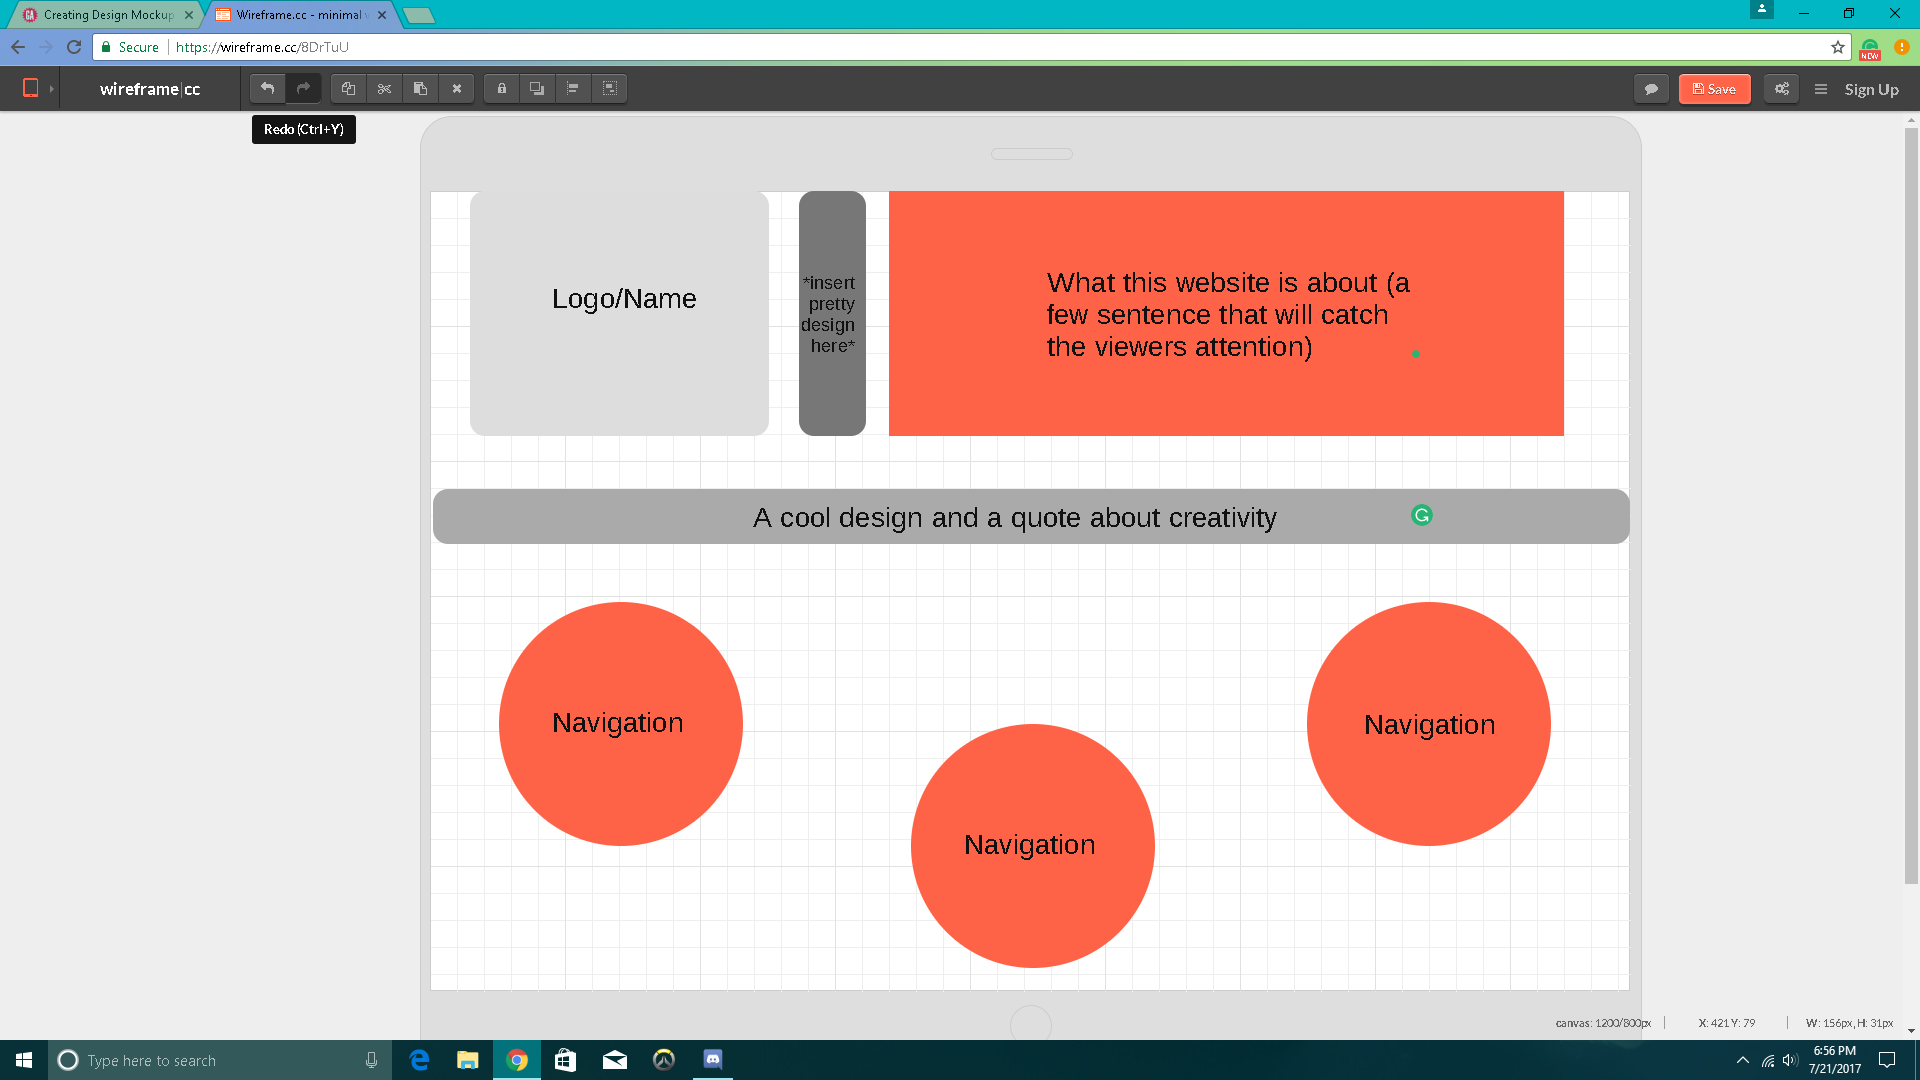 Creating Design Mockup
Wireframe.cc - minimal
Secure
https://wireframe.cc/8DrTuU
NEW
wireframe|cc
Save
Sign Up
Redo (Ctrl+Y)
Logo/Name
*insert
pretty
design
here*
What this website is about (a
few sentence that will catch
the viewers attention)
A cool design and a quote about creativity
Navigation
Navigation
Navigation
canvas: 1200/800px
X: 421 Y: 79
W: 156px, H: 31px
Type here to search
6:56 PM
7/21/2017